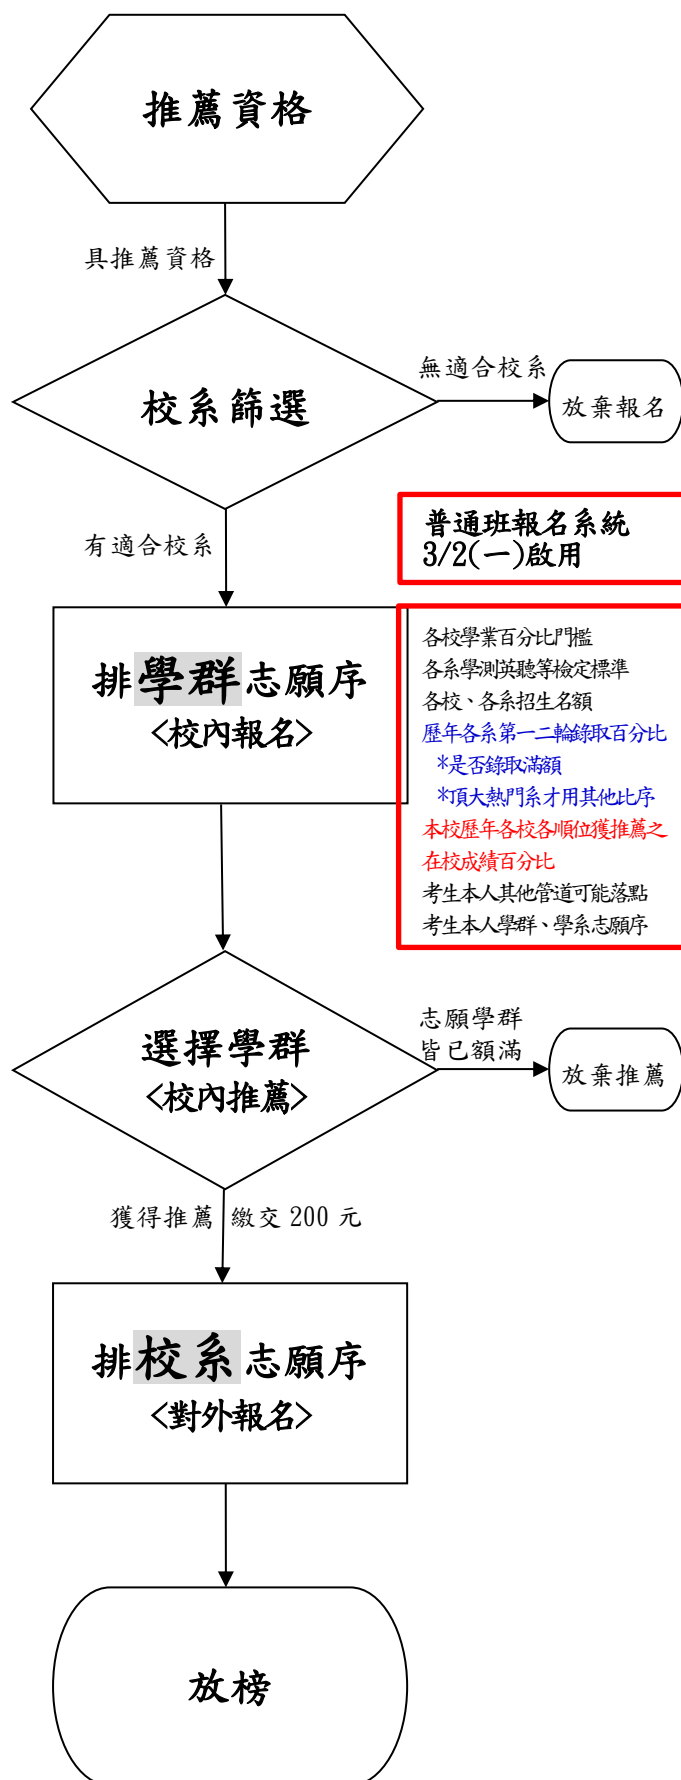 推薦資格
具推薦資格
校系篩選
無適合校系
放棄報名
有適合校系
普通班報名系統
3/2(一)啟用
排學群志願序
<校內報名>
各校學業百分比門檻
各系學測英聽等檢定標準
各校、各系招生名額
歷年各系第一二輪錄取百分比
*是否錄取滿額
*頂大熱門系才用其他比序
本校歷年各校各順位獲推薦之
在校成績百分比
考生本人其他管道可能落點
考生本人學群、學系志願序
選擇學群
<校內推薦>
志願學群
皆已額滿
放棄推薦
獲得推薦 繳交 200 元
排校系志願序
<對外報名>
放榜